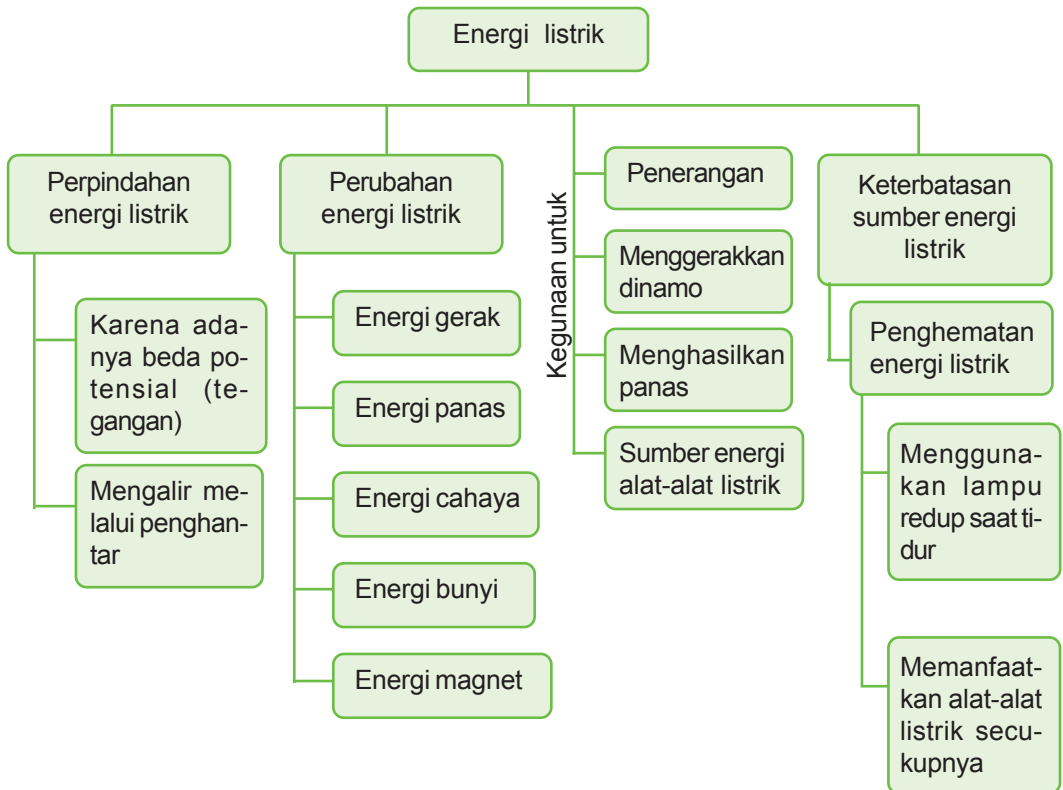 Energi listrik
Perpindahan
energi listrik
Karena ada-
nya beda po-
tensial (te-
gangan)
Mengalir me-
lalui penghan-
tar
Perubahan
energi listrik
Energi gerak
Energi panas
Energi cahaya
Energi bunyi
Energi magnet
Kegunaan untuk
Penerangan
Menggerakkan
dinamo
Menghasilkan
panas
Sumber energi
alat-alat listrik
Keterbatasan
sumber energi
listrik
Penghematan
energi listrik
Mengguna-
kan lampu
redup saat ti-
dur
Memanfaat-
kan alat-alat
listrik secu-
kupnya